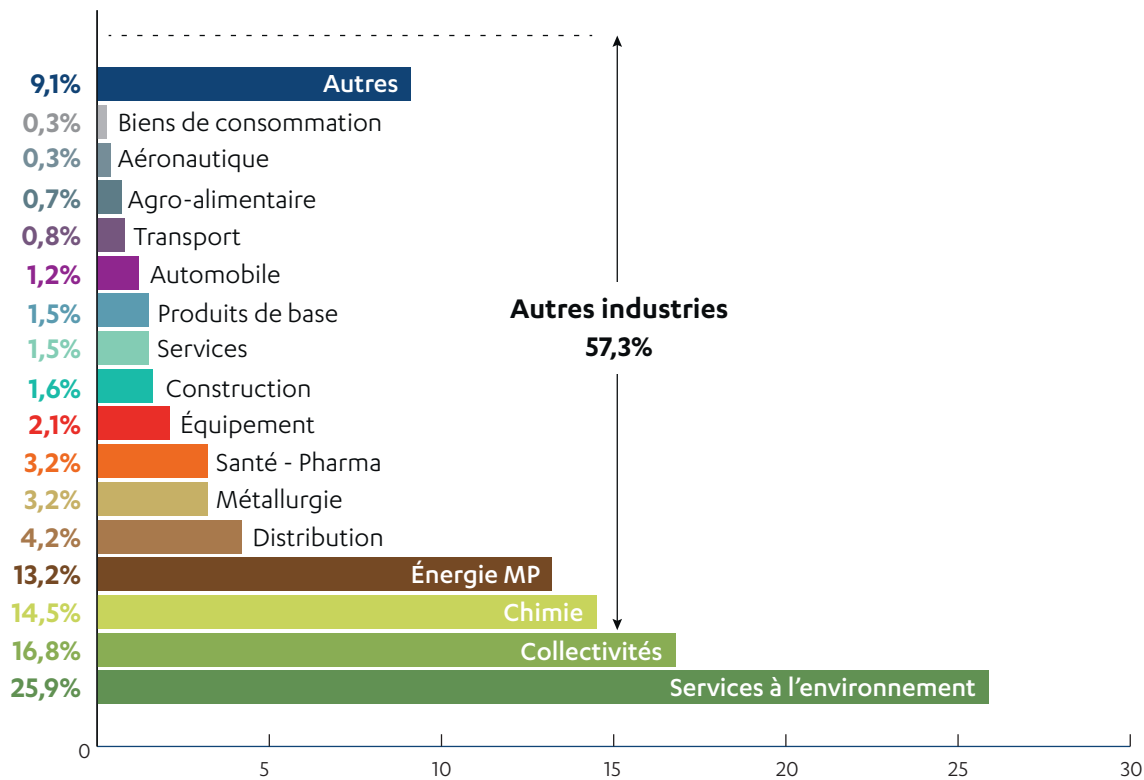 9,1% Autres
0,3% Biens de consommation
0,3% Aéronautique
0,7% Agro-alimentaire
0,8% Transport
1,2% Automobile
1,5% Produits de base
1,5% Services
1,6% Construction
2,1% Équipement
3,2% Santé - Pharma
3,2% Métallurgie
4,2% Distribution
13,2% Énergie MP
14,5% Chimie
16,8% Collectivités
25,9% Services à l’environnement
Autres industries
57,3%
0 5 10 15 20 25 30